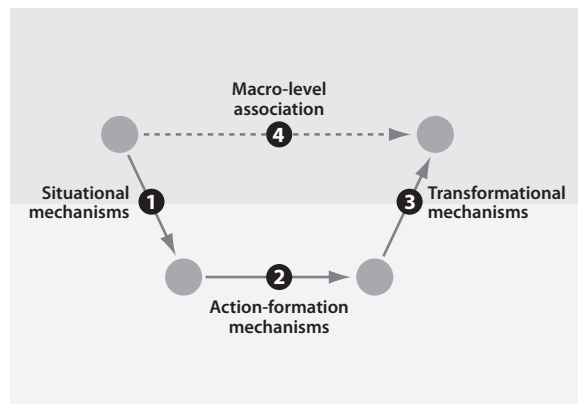 Macro-level
association
4
Situational
mechanisms
1
3
Transformational
mechanisms
2
Action-formation
mechanisms